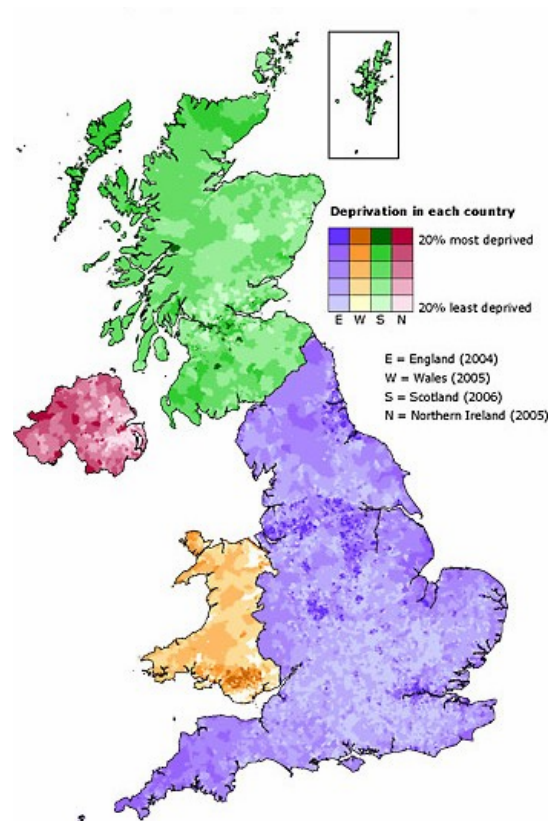 Deprivation in each country
20% most deprived
20% least deprived
E W S N
E = England (2004)
W = Wales (2005)
S = Scotland (2006)
N = Northern Ireland (2005)